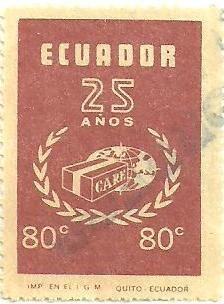 ECUADOR
25
AÑOS
CARE
80c 80c
IMP. EN EL I G M QUITO - ECUADOR